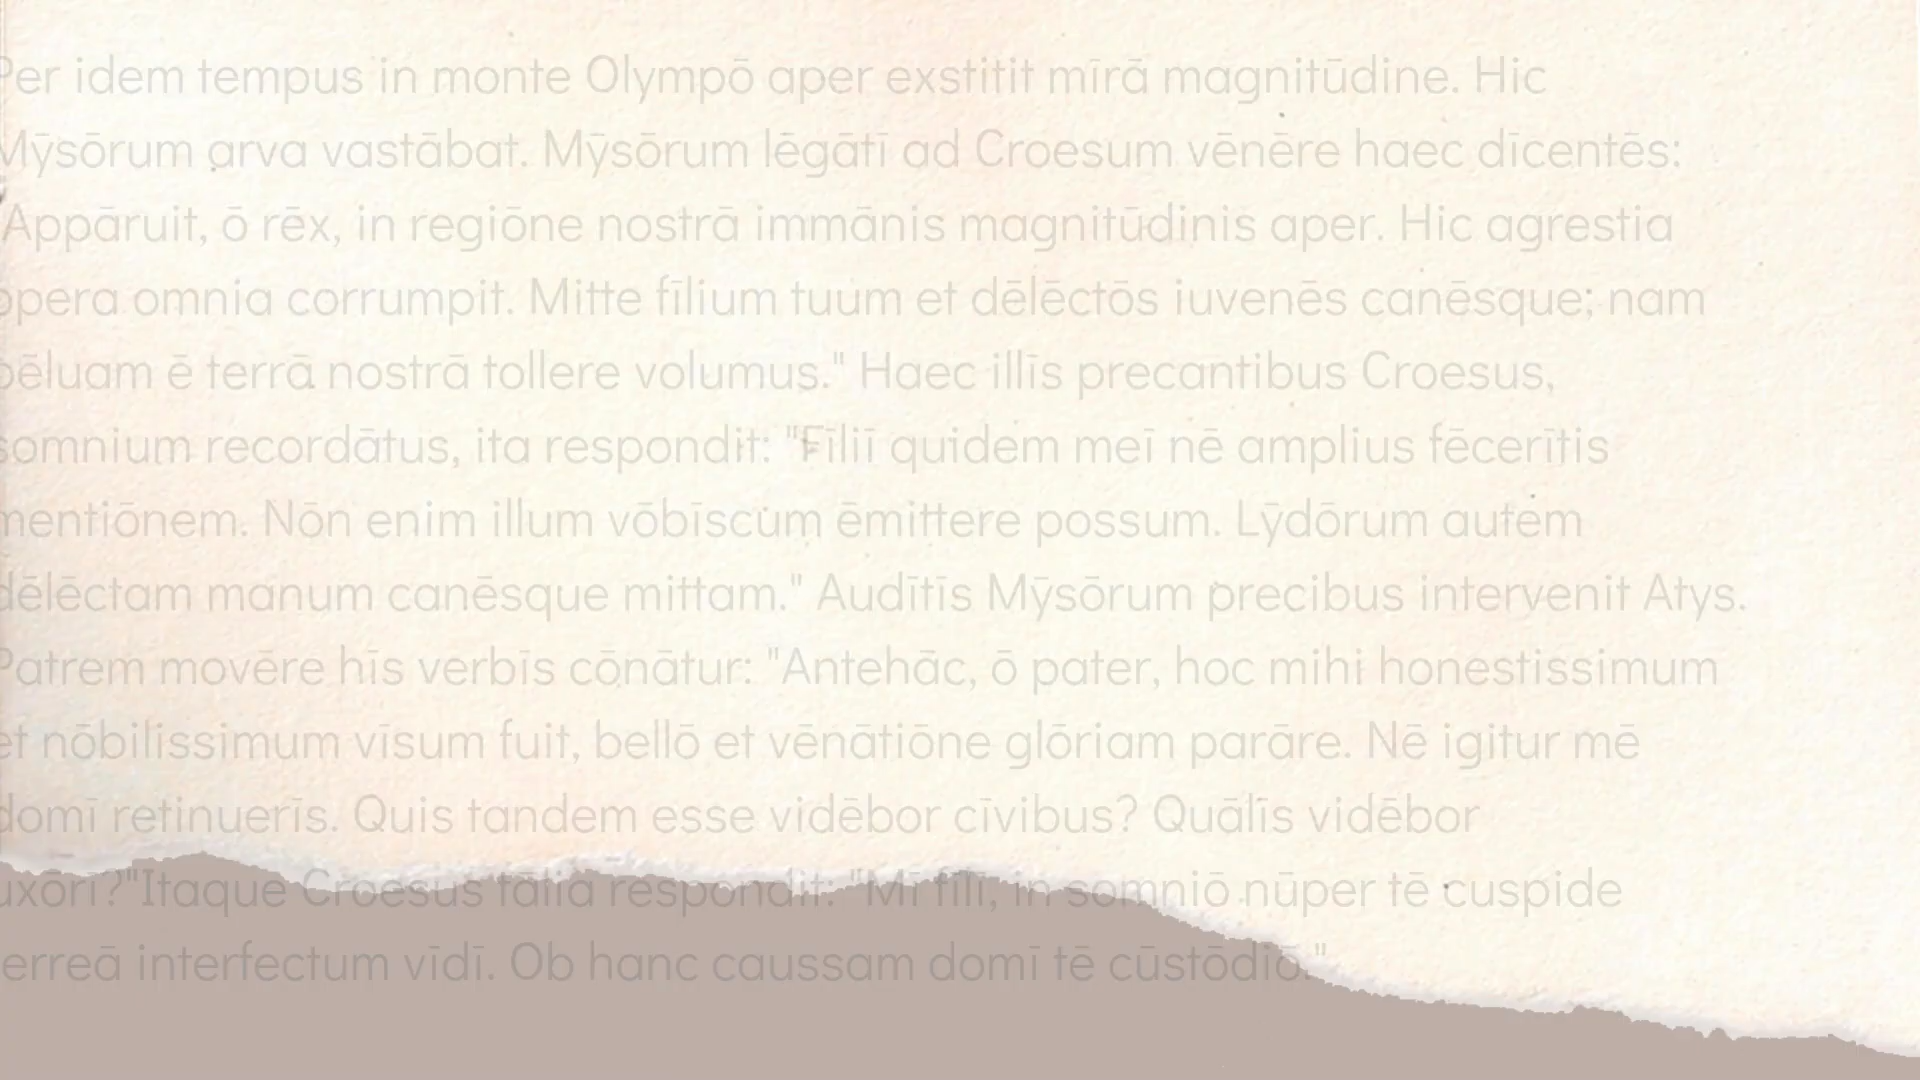 Per idem tempus in monte Olympō aper exstitit mīrā magnitūdine. Hic
Mȳsōrum arva vastābat. Mȳsōrum lēgātī ad Croesum vēnēre haec dīcentēs:
"Appāruit, ō rēx, in regiōne nostrā immānis magnitūdinis aper. Hic agrestia
opera omnia corrumpit. Mitte fīlium tuum et dēlēctōs iuvenēs canēsque; nam
bēluam ē terrā nostrā tollere volumus." Haec illīs precantibus Croesus,
somnium recordātus, ita respondit: "Fīliī quidem meī nē amplius fēcerītis
mentiōnem. Nōn enim illum vōbīscum ēmittere possum. Lȳdōrum autem
dēlēctam manum canēsque mittam." Audītīs Mȳsōrum precibus intervenit Atys.
Patrem movēre hīs verbīs cōnātur: "Antehāc, ō pater, hoc mihi honestissimum
et nōbilissimum vīsum fuit, bellō et vēnātiōne glōriam parāre. Nē igitur mē
domī retinuerīs. Quis tandem esse vidēbor cīvibus? Quālīs vidēbor
uxōrī?"Itaque Croesus tālia respondit: "Mī fīlī, in somniō nūper tē cuspide
ferreā interfectum vīdī. Ob hanc caussam domī tē cūstōdiō."